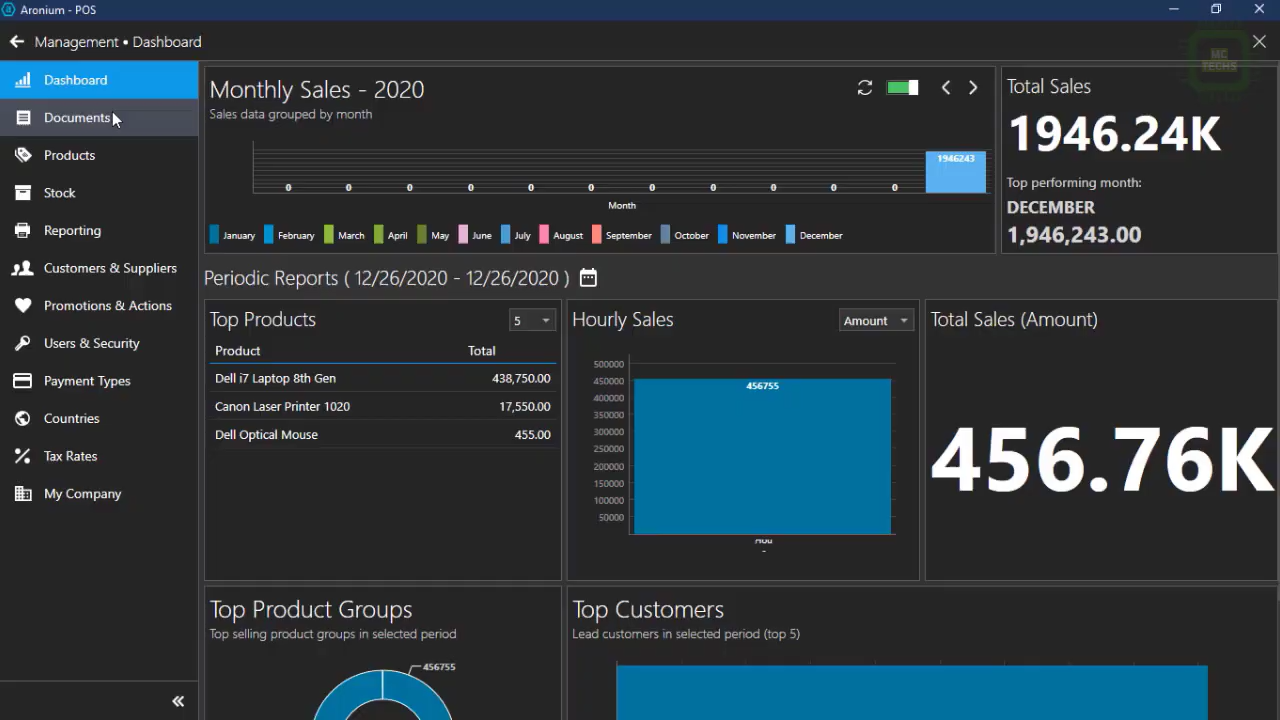 Aronium - POS
Management • Dashboard
MC
TECHS
Dashboard
Documents
Products
Stock
Reporting
Customers & Suppliers
Promotions & Actions
Users & Security
Payment Types
Countries
Tax Rates
My Company
Monthly Sales - 2020
Sales data grouped by month
0 0 0 0 0 0 0 0 0 0 0 1946243
Month
January February March April May June July August September October November December
Total Sales
1946.24K
Top performing month:
DECEMBER
1,946,243.00
Periodic Reports ( 12/26/2020 - 12/26/2020 )
Top Products 5
Product Total
Dell i7 Laptop 8th Gen 438,750.00
Canon Laser Printer 1020 17,550.00
Dell Optical Mouse 455.00
Hourly Sales Amount
500000
450000
400000
350000
300000
250000
200000
150000
100000
50000
456755
Hou
-
Total Sales (Amount)
456.76K
Top Product Groups
Top selling product groups in selected period
456755
Top Customers
Lead customers in selected period (top 5)